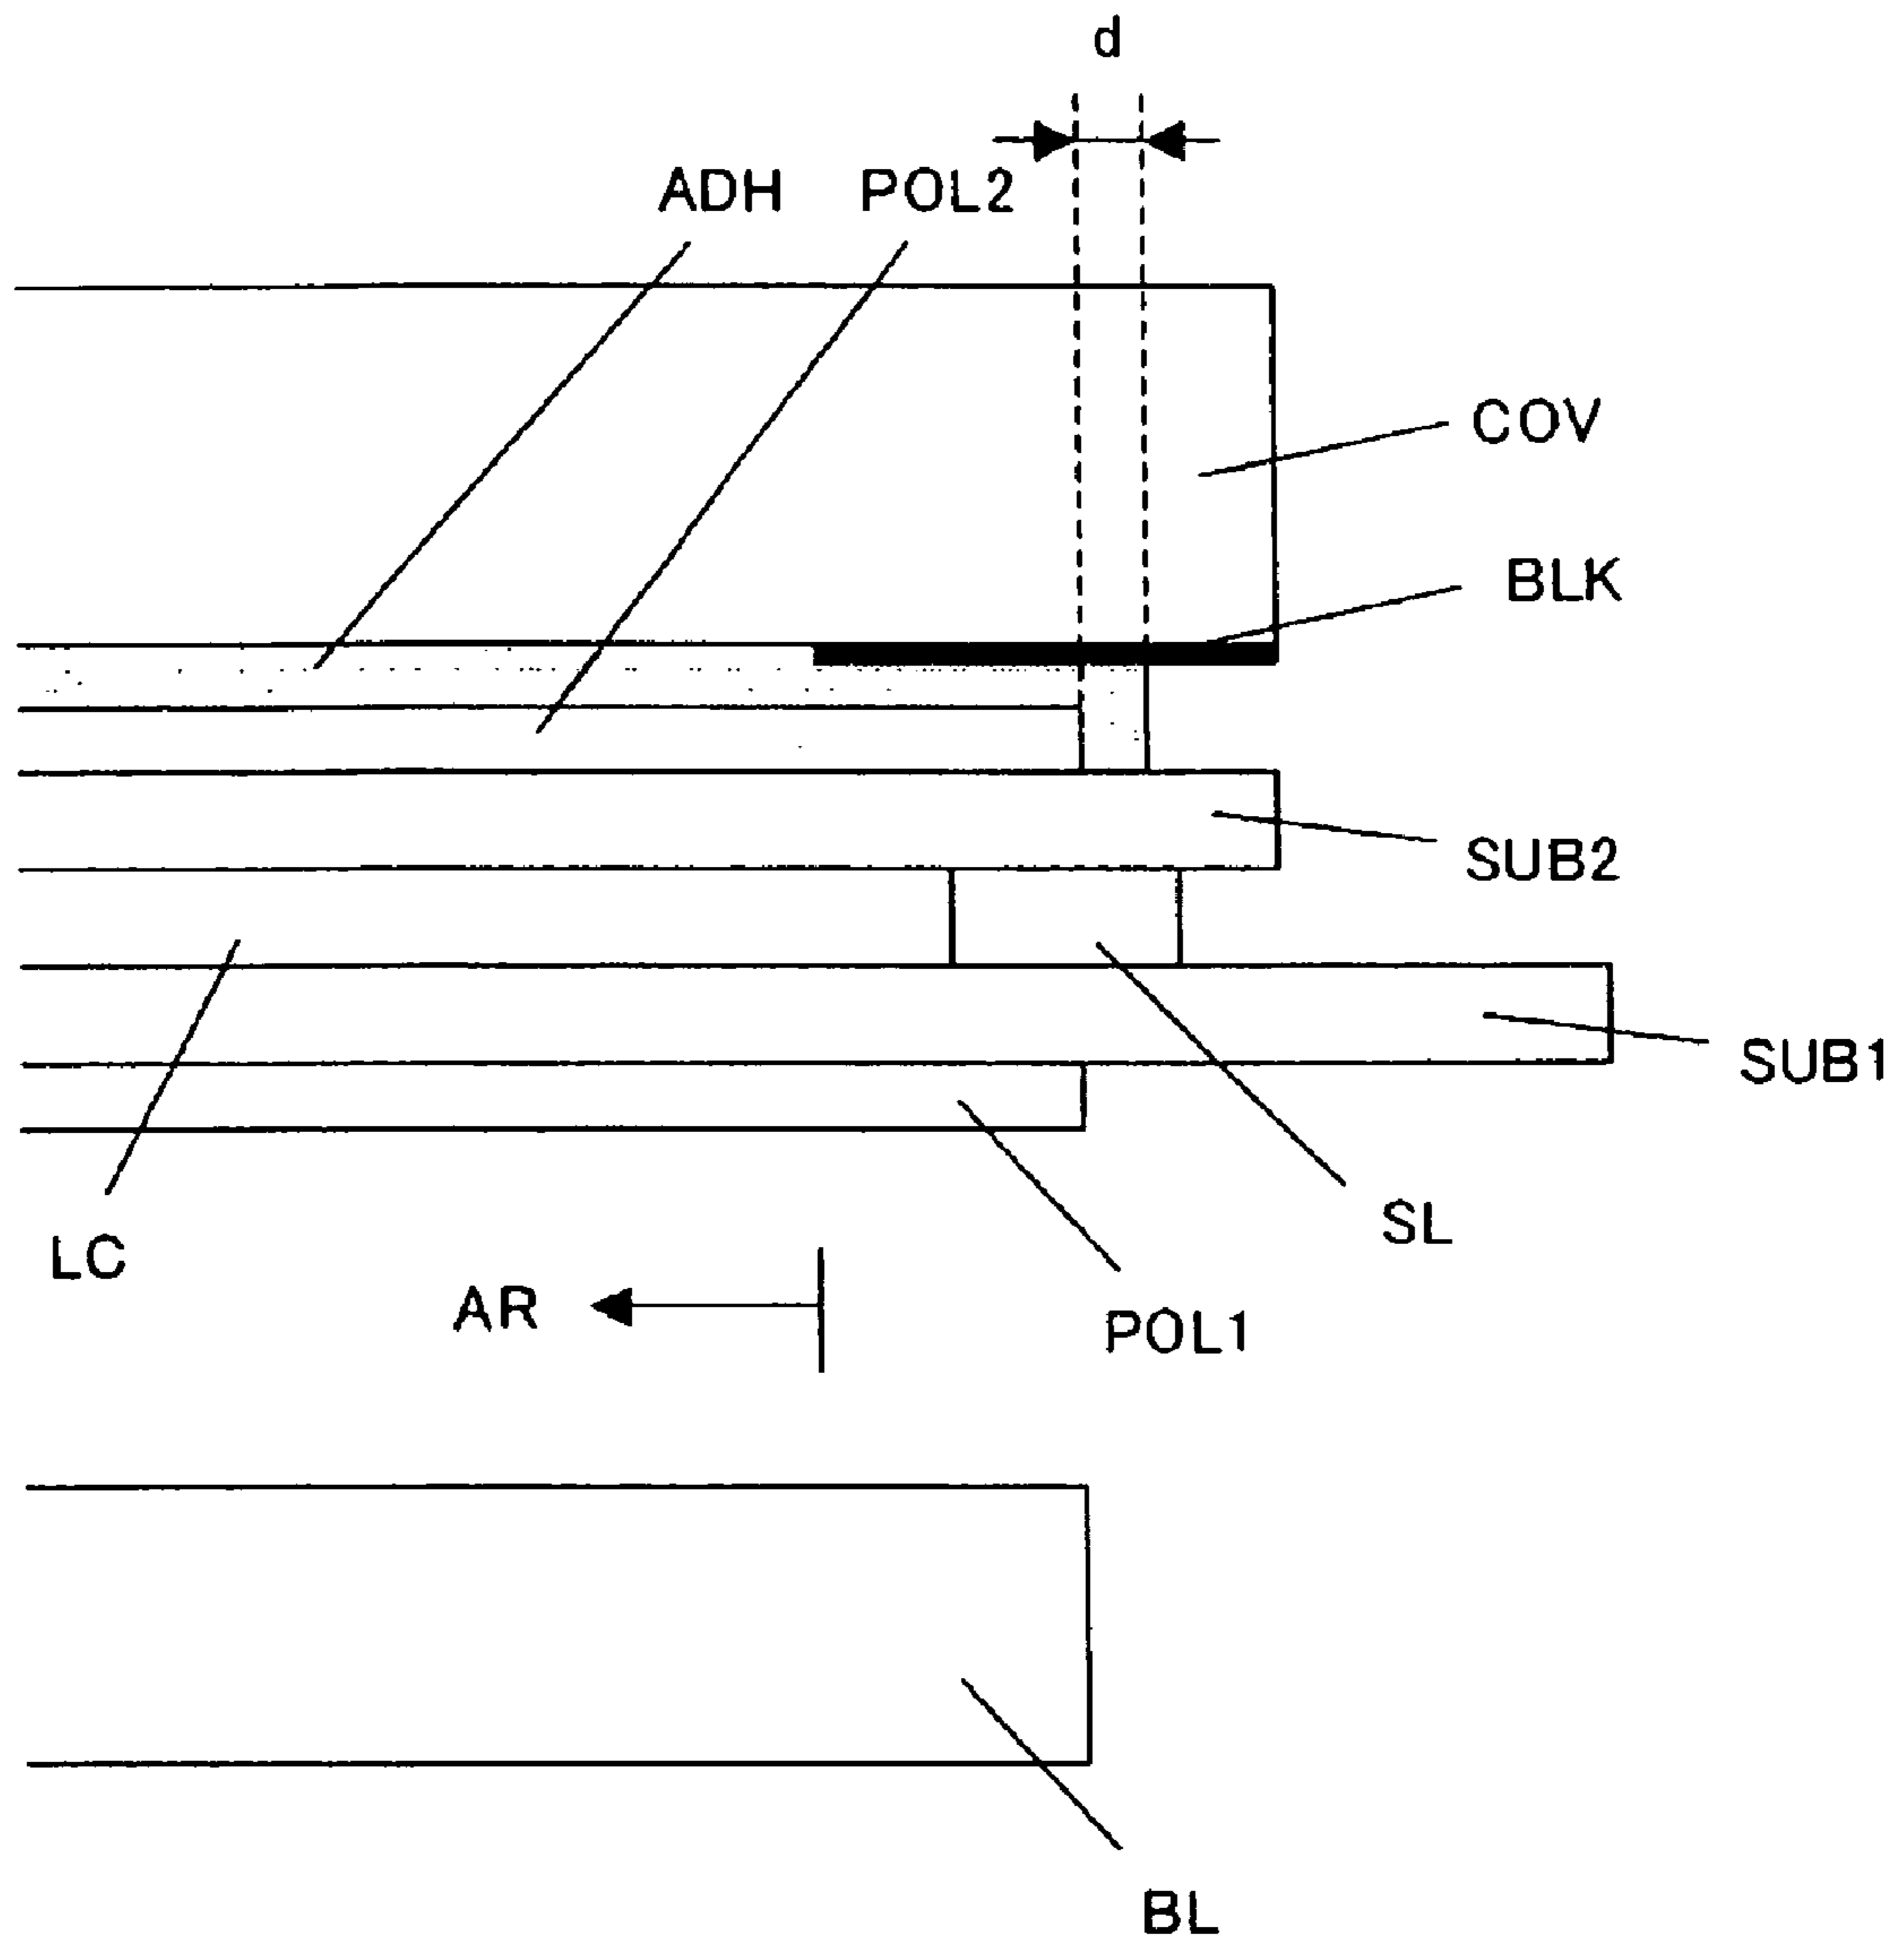 d
ADH
POL2
COV
BLK
SUB2
SUB1
SL
LC
AR
POL1
BL